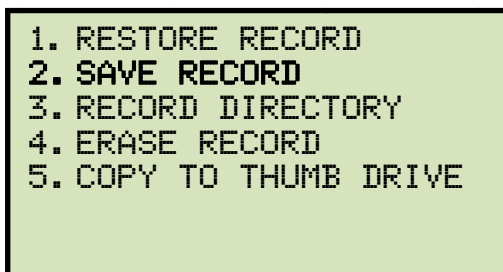 1. RESTORE RECORD
2. SAVE RECORD
3. RECORD DIRECTORY
4. ERASE RECORD
5. COPY TO THUMB DRIVE